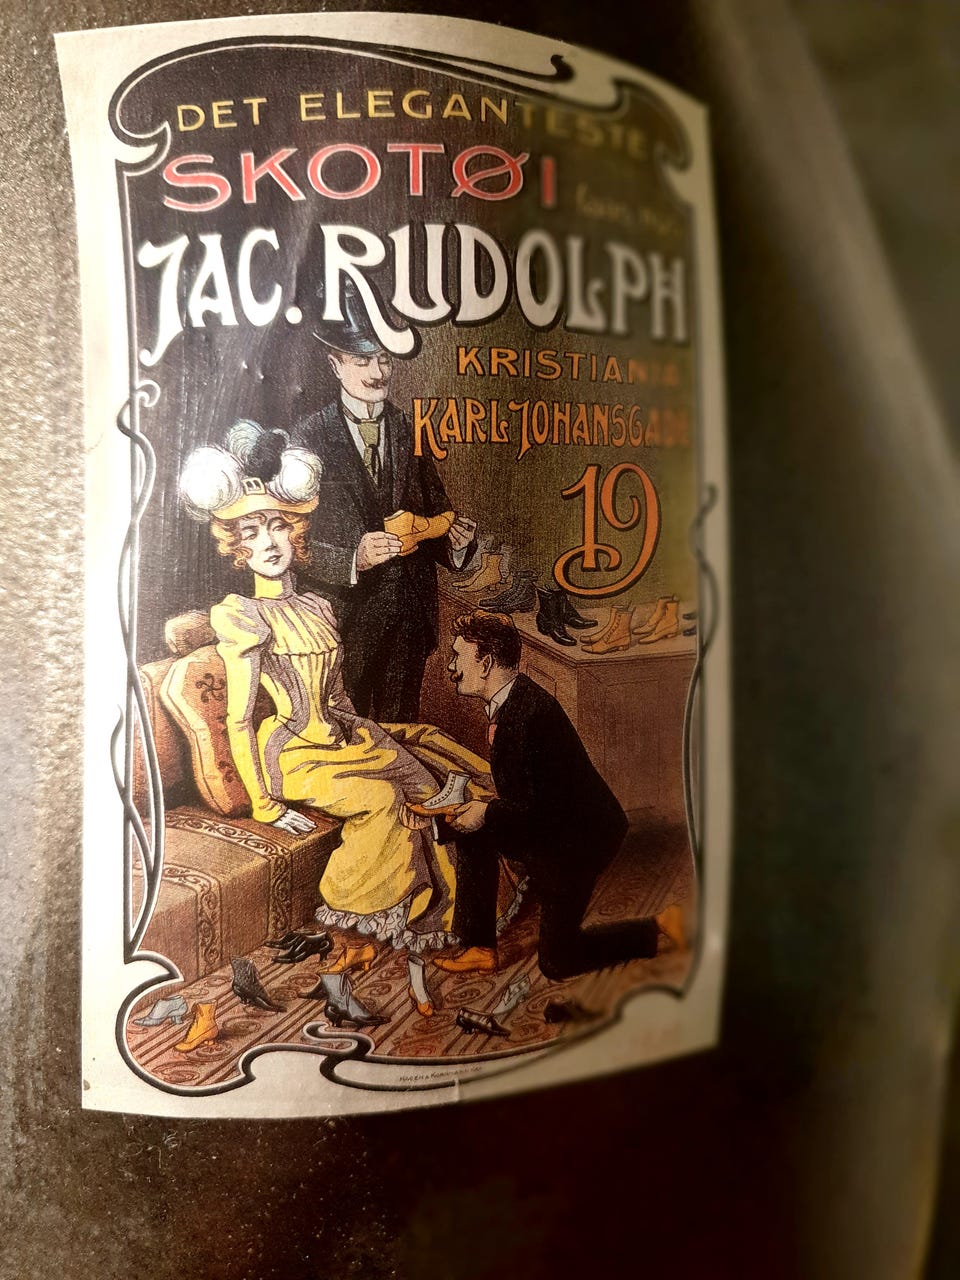 DET ELEGANTESTE
SKOTØI
JAC. RUDOLPH
KRISTIANIA
KARL JOHANSGADE
19